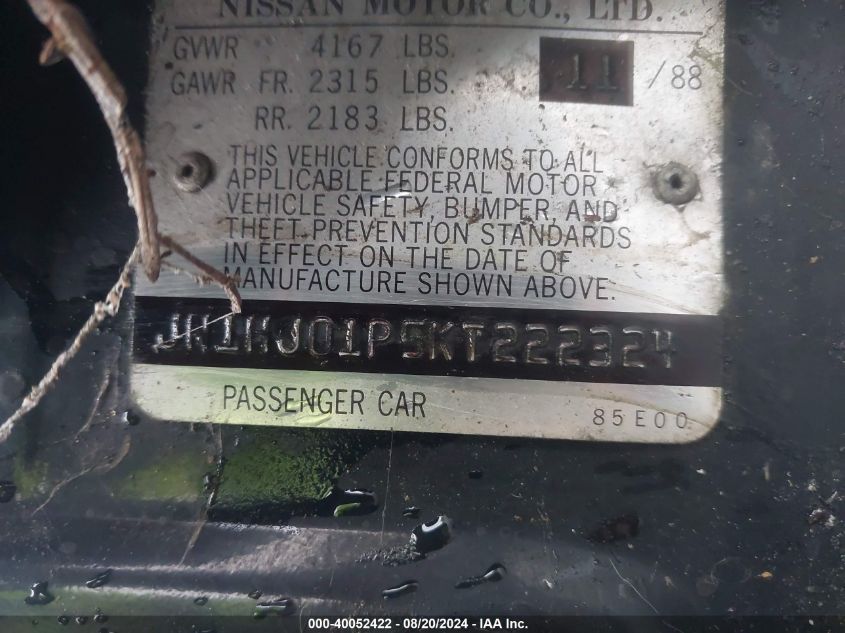 NISSAN MOTOR CO., LTD.
GVWR 4167 LBS.
GAWR FR. 2315 LBS. 11 / 88
RR. 2183 LBS.
THIS VEHICLE CONFORMS TO ALL
APPLICABLE FEDERAL MOTOR
VEHICLE SAFETY, BUMPER, AND
THEFT PREVENTION STANDARDS
IN EFFECT ON THE DATE OF
MANUFACTURE SHOWN ABOVE.
JN1HJ01P5KT222324
PASSENGER CAR 85E00
000-40052422 - 08/20/2024 - IAA Inc.